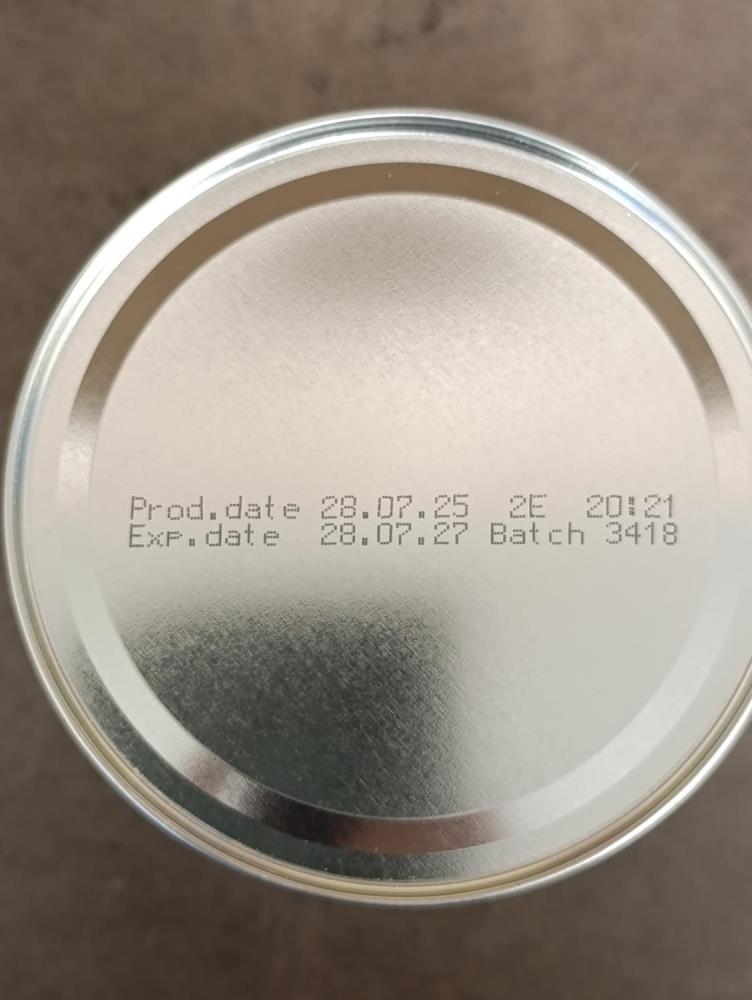 Prod.date 28.07.25 2E 20:21
Exp.date 28.07.27 Batch 3418